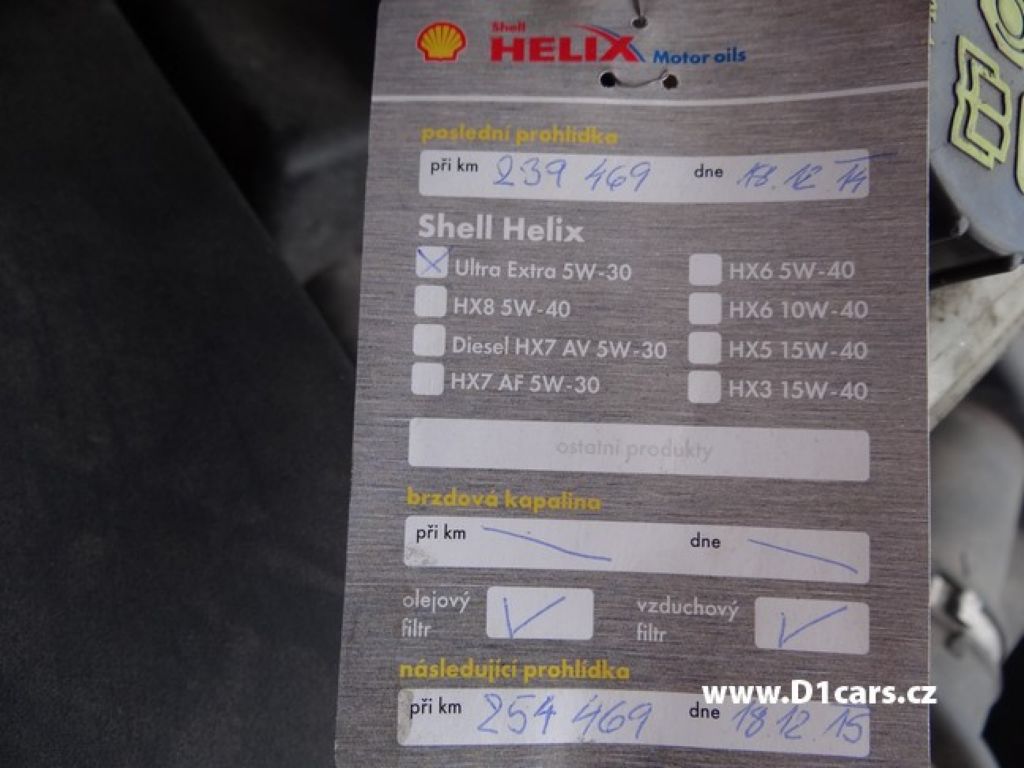 Shell
HELIX Motor oils
poslední prohlídka
při km 239 469 dne 18.12 14
Shell Helix
Ultra Extra 5W-30 HX6 5W-40
HX8 5W-40 HX6 10W-40
Diesel HX7 AV 5W-30 HX5 15W-40
HX7 AF 5W-30 HX3 15W-40
ostatní produkty
brzdová kapalina
při km dne
olejový filtr vzduchový filtr
následující prohlídka
při km 254 469 dne 18.12.15
www.D1cars.cz